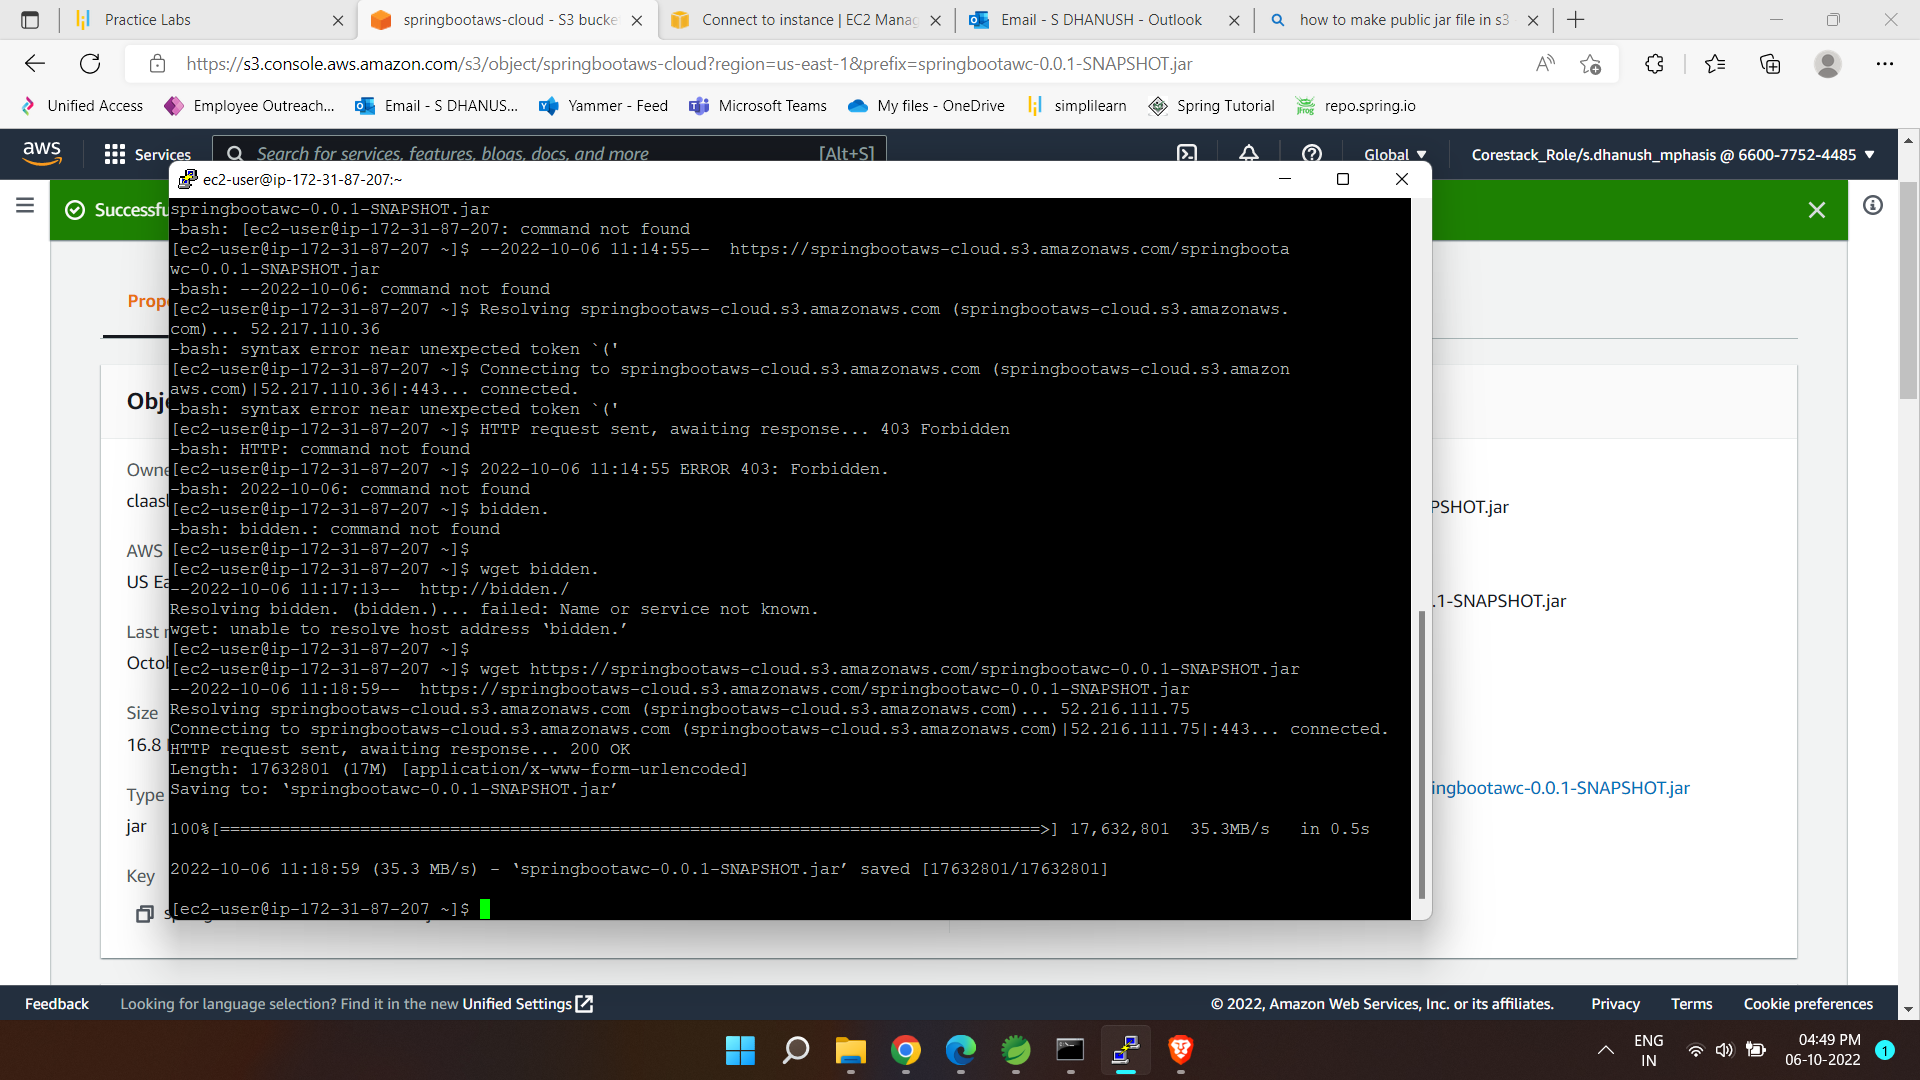 Practice Labs
springbootaws-cloud - S3 bucke
Connect to instance | EC2 Manag
Email - S DHANUSH - Outlook
how to make public jar file in s3
https://s3.console.aws.amazon.com/s3/object/springbootaws-cloud?region=us-east-1&prefix=springbootawc-0.0.1-SNAPSHOT.jar
Unified Access
Employee Outreach...
Email - S DHANUS...
Yammer - Feed
Microsoft Teams
My files - OneDrive
simplilearn
Spring Tutorial
repo.spring.io
aws
Services
Search for services, features, blogs, docs, and more
[Alt+S]
Global
Corestack_Role/s.dhanush_mphasis @ 6600-7752-4485
ec2-user@ip-172-31-87-207:~
Successfu
springbootawc-0.0.1-SNAPSHOT.jar
-bash: [ec2-user@ip-172-31-87-207: command not found
[ec2-user@ip-172-31-87-207 ~]$ --2022-10-06 11:14:55--  https://springbootaws-cloud.s3.amazonaws.com/springboota
wc-0.0.1-SNAPSHOT.jar
-bash: --2022-10-06: command not found
[ec2-user@ip-172-31-87-207 ~]$ Resolving springbootaws-cloud.s3.amazonaws.com (springbootaws-cloud.s3.amazonaws.
com)... 52.217.110.36
-bash: syntax error near unexpected token `('
[ec2-user@ip-172-31-87-207 ~]$ Connecting to springbootaws-cloud.s3.amazonaws.com (springbootaws-cloud.s3.amazon
aws.com)|52.217.110.36|:443... connected.
-bash: syntax error near unexpected token `('
[ec2-user@ip-172-31-87-207 ~]$ HTTP request sent, awaiting response... 403 Forbidden
-bash: HTTP: command not found
[ec2-user@ip-172-31-87-207 ~]$ 2022-10-06 11:14:55 ERROR 403: Forbidden.
-bash: 2022-10-06: command not found
[ec2-user@ip-172-31-87-207 ~]$ bidden.
-bash: bidden.: command not found
[ec2-user@ip-172-31-87-207 ~]$
[ec2-user@ip-172-31-87-207 ~]$ wget bidden.
--2022-10-06 11:17:13--  http://bidden./
Resolving bidden. (bidden.)... failed: Name or service not known.
wget: unable to resolve host address ‘bidden.’
[ec2-user@ip-172-31-87-207 ~]$
[ec2-user@ip-172-31-87-207 ~]$ wget https://springbootaws-cloud.s3.amazonaws.com/springbootawc-0.0.1-SNAPSHOT.jar
--2022-10-06 11:18:59--  https://springbootaws-cloud.s3.amazonaws.com/springbootawc-0.0.1-SNAPSHOT.jar
Resolving springbootaws-cloud.s3.amazonaws.com (springbootaws-cloud.s3.amazonaws.com)... 52.216.111.75
Connecting to springbootaws-cloud.s3.amazonaws.com (springbootaws-cloud.s3.amazonaws.com)|52.216.111.75|:443... connected.
HTTP request sent, awaiting response... 200 OK
Length: 17632801 (17M) [application/x-www-form-urlencoded]
Saving to: ‘springbootawc-0.0.1-SNAPSHOT.jar’
100%[==================================================================================>] 17,632,801  35.3MB/s   in 0.5s
2022-10-06 11:18:59 (35.3 MB/s) - ‘springbootawc-0.0.1-SNAPSHOT.jar’ saved [17632801/17632801]
[ec2-user@ip-172-31-87-207 ~]$
Prop
Obj
Owne
claas
AWS
US Ea
Last
Octo
Size
16.8
Type
jar
Key
PSHOT.jar
.1-SNAPSHOT.jar
ingbootawc-0.0.1-SNAPSHOT.jar
Feedback
Looking for language selection? Find it in the new Unified Settings
© 2022, Amazon Web Services, Inc. or its affiliates.
Privacy
Terms
Cookie preferences
ENG
IN
04:49 PM
06-10-2022
1